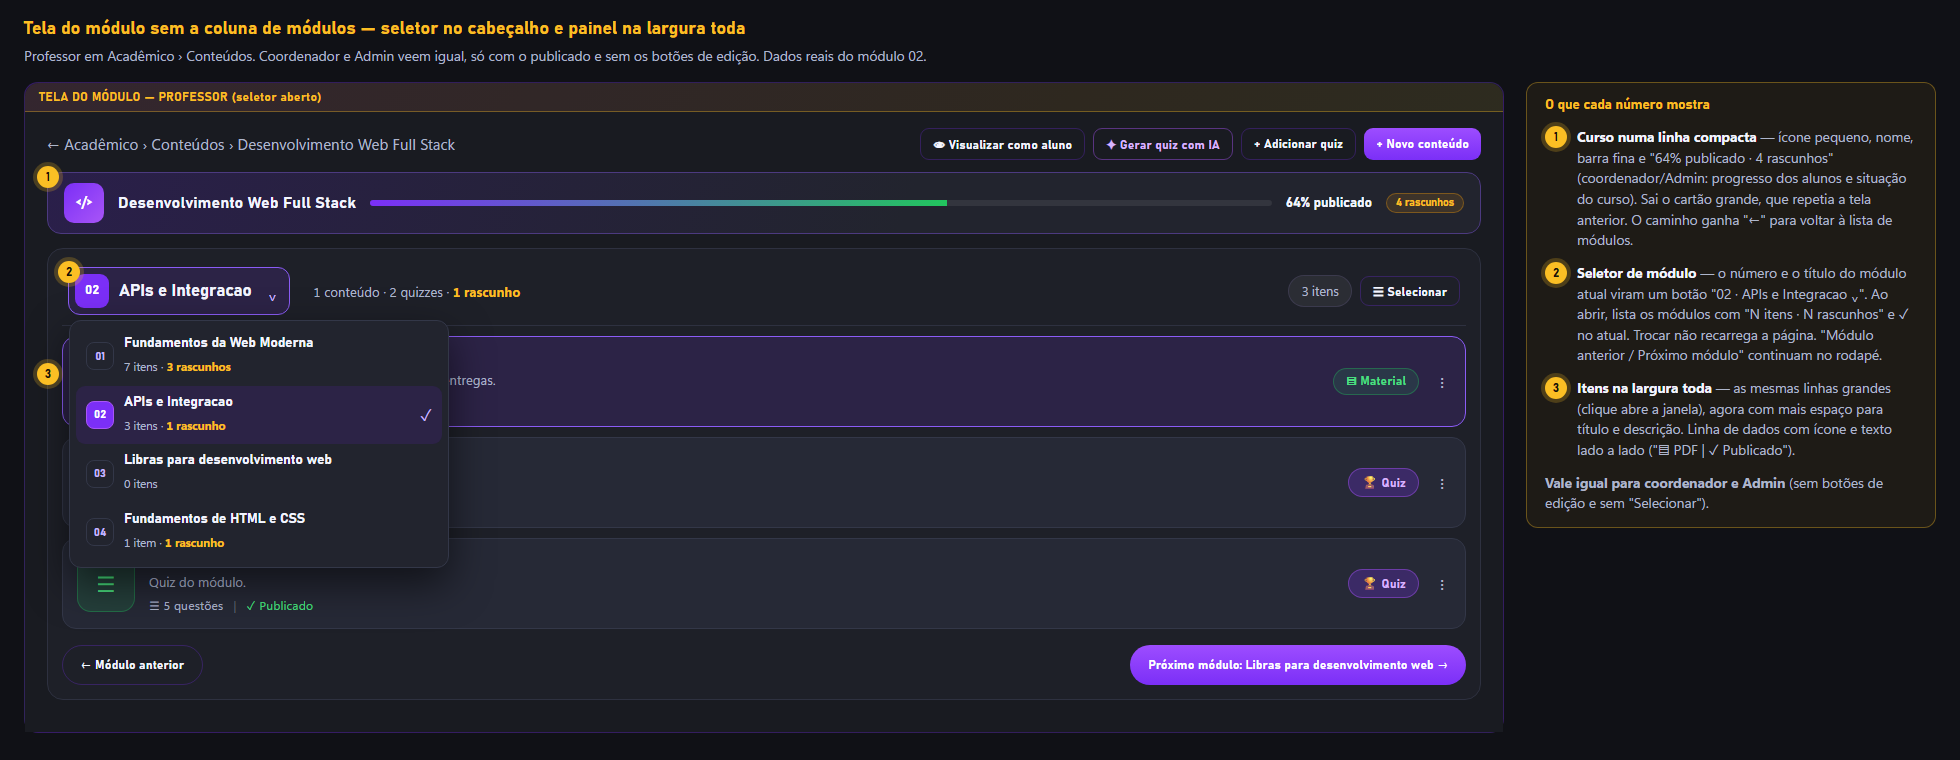 Tela do módulo sem a coluna de módulos — seletor no cabeçalho e painel na largura toda
Professor em Acadêmico › Conteúdos. Coordenador e Admin veem igual, só com o publicado e sem os botões de edição. Dados reais do módulo 02.
TELA DO MÓDULO — PROFESSOR (seletor aberto)
← Acadêmico › Conteúdos › Desenvolvimento Web Full Stack
Visualizar como aluno
✦ Gerar quiz com IA
+ Adicionar quiz
+ Novo conteúdo
1
</> Desenvolvimento Web Full Stack
64% publicado
4 rascunhos
2
02 APIs e Integracao ˬ
1 conteúdo · 2 quizzes · 1 rascunho
3 itens
☰ Selecionar
01 Fundamentos da Web Moderna
7 itens · 3 rascunhos
02 APIs e Integracao ✓
3 itens · 1 rascunho
03 Libras para desenvolvimento web
0 itens
04 Fundamentos de HTML e CSS
1 item · 1 rascunho
3
ntregas.
Material ⋮
Quiz ⋮
Quiz do módulo.
☰ 5 questões | ✓ Publicado
Quiz ⋮
← Módulo anterior
Próximo módulo: Libras para desenvolvimento web →
O que cada número mostra
1 Curso numa linha compacta — ícone pequeno, nome,
barra fina e "64% publicado · 4 rascunhos"
(coordenador/Admin: progresso dos alunos e situação
do curso). Sai o cartão grande, que repetia a tela
anterior. O caminho ganha "←" para voltar à lista de
módulos.
2 Seletor de módulo — o número e o título do módulo
atual viram um botão "02 · APIs e Integracao ˬ". Ao
abrir, lista os módulos com "N itens · N rascunhos" e ✓
no atual. Trocar não recarrega a página. "Módulo
anterior / Próximo módulo" continuam no rodapé.
3 Itens na largura toda — as mesmas linhas grandes
(clique abre a janela), agora com mais espaço para
título e descrição. Linha de dados com ícone e texto
lado a lado ("▤ PDF | ✓ Publicado").
Vale igual para coordenador e Admin (sem botões de
edição e sem "Selecionar").